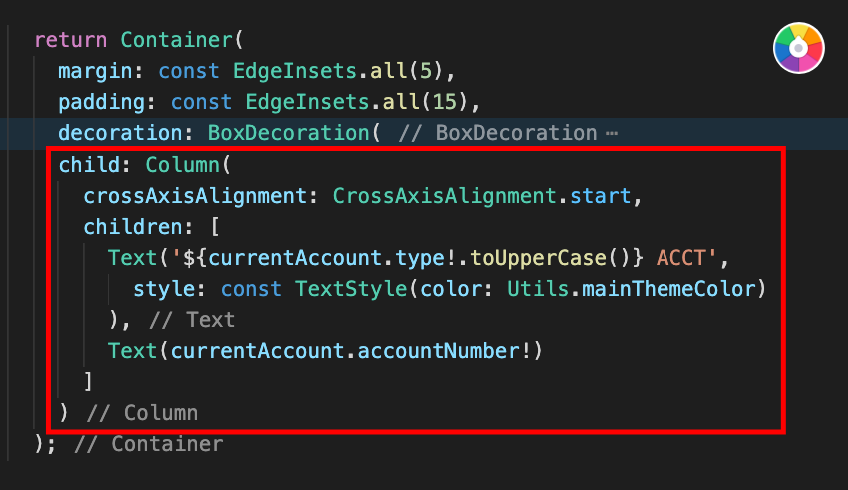 return Container(
margin: const EdgeInsets.all(5),
padding: const EdgeInsets.all(15),
decoration: BoxDecoration( // BoxDecoration ⋯
child: Column(
crossAxisAlignment: CrossAxisAlignment.start,
children: [
Text('${currentAccount.type!.toUpperCase()} ACCT',
style: const TextStyle(color: Utils.mainThemeColor)
), // Text
Text(currentAccount.accountNumber!)
]
) // Column
); // Container